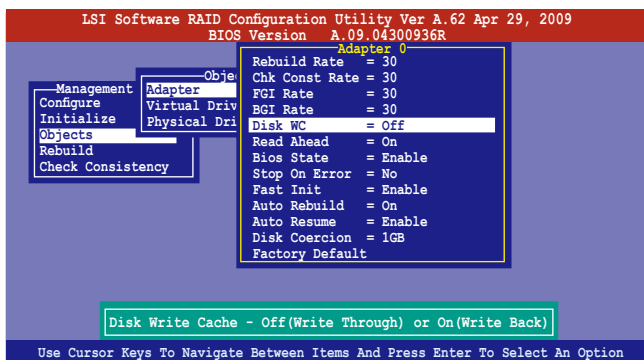 LSI Software RAID Configuration Utility Ver A.62 Apr 29, 2009
BIOS Version A.09.04300936R
Management
Configure
Initialize
Objects
Rebuild
Check Consistency
Adapter
Virtual
Physical
Adapter 0
Rebuild Rate = 30
Chk Const Rate = 30
FGI Rate = 30
BGI Rate = 30
Disk WC = Off
Read Ahead = On
Bios State = Enable
Stop On Error = No
Fast Init = Enable
Auto Rebuild = On
Auto Resume = Enable
Disk Coercion = 1GB
Factory Default
Disk Write Cache - Off(Write Through) or On(Write Back)
Use Cursor Keys To Navigate Between Items And Press Enter To Select An Option